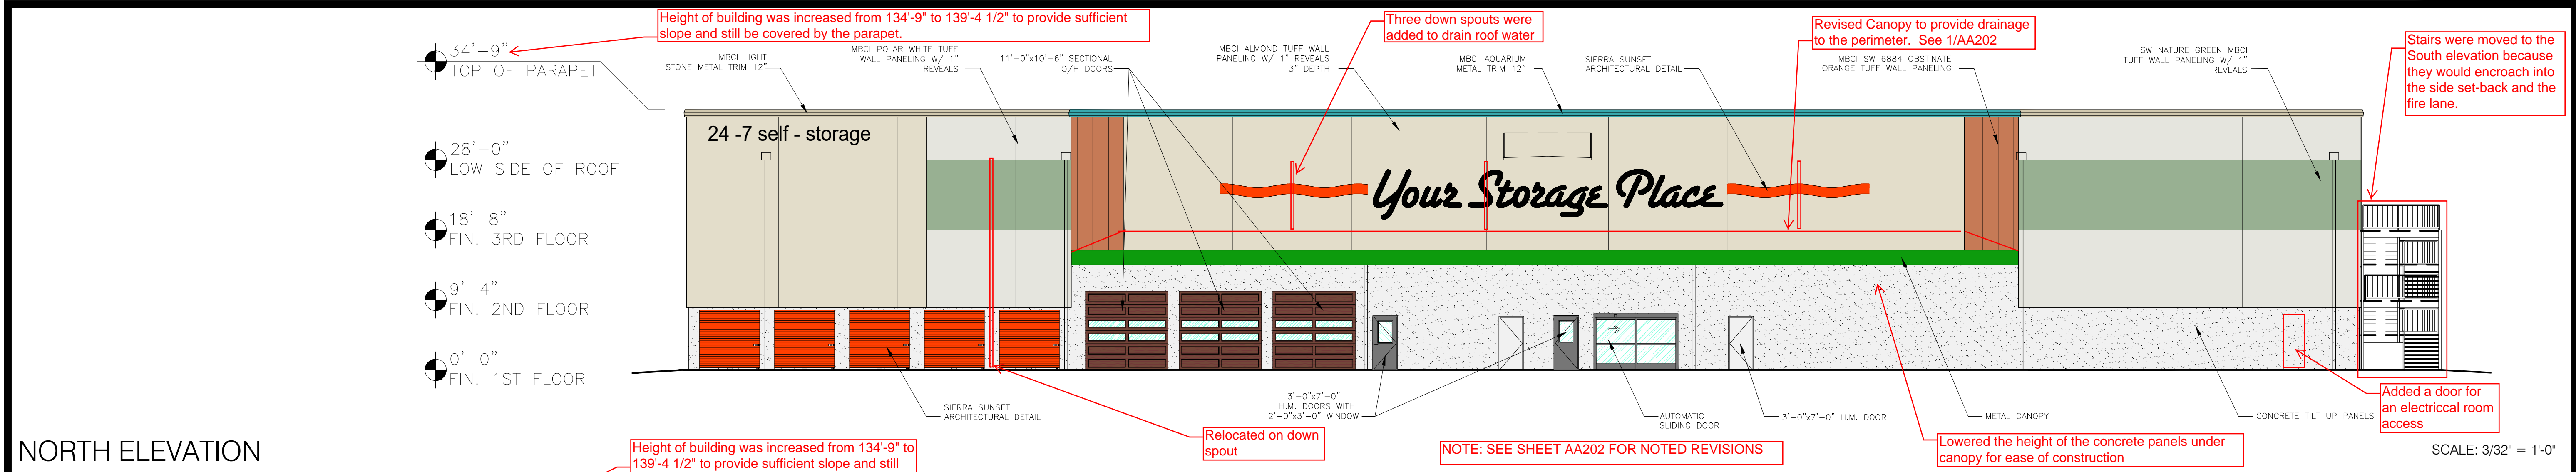 Height of building was increased from 134'-9" to 139'-4 1/2" to provide sufficient
slope and still be covered by the parapet.
Three down spouts were
added to drain roof water
Revised Canopy to provide drainage
to the perimeter.  See 1/AA202
Stairs were moved to the
South elevation because
they would encroach into
the side set-back and the
fire lane.
34'-9"
TOP OF PARAPET
MBCI LIGHT
STONE METAL TRIM 12"
MBCI POLAR WHITE TUFF
WALL PANELING W/ 1"
REVEALS
11'-0"x10'-6" SECTIONAL
O/H DOORS
MBCI ALMOND TUFF WALL
PANELING W/ 1" REVEALS
3" DEPTH
MBCI AQUARIUM
METAL TRIM 12"
SIERRA SUNSET
ARCHITECTURAL DETAIL
MBCI SW 6884 OBSTINATE
ORANGE TUFF WALL PANELING
SW NATURE GREEN MBCI
TUFF WALL PANELING W/ 1"
REVEALS
24 -7 self - storage
28'-0"
LOW SIDE OF ROOF
Your Storage Place
18'-8"
FIN. 3RD FLOOR
9'-4"
FIN. 2ND FLOOR
0'-0"
FIN. 1ST FLOOR
SIERRA SUNSET
ARCHITECTURAL DETAIL
3'-0"x7'-0"
H.M. DOORS WITH
2'-0"x3'-0" WINDOW
AUTOMATIC
SLIDING DOOR
3'-0"x7'-0" H.M. DOOR
METAL CANOPY
CONCRETE TILT UP PANELS
Added a door for
an electriccal room
access
Relocated on down
spout
NOTE: SEE SHEET AA202 FOR NOTED REVISIONS
Lowered the height of the concrete panels under
canopy for ease of construction
NORTH ELEVATION
SCALE: 3/32" = 1'-0"
Height of building was increased from 134'-9" to
139'-4 1/2" to provide sufficient slope and still